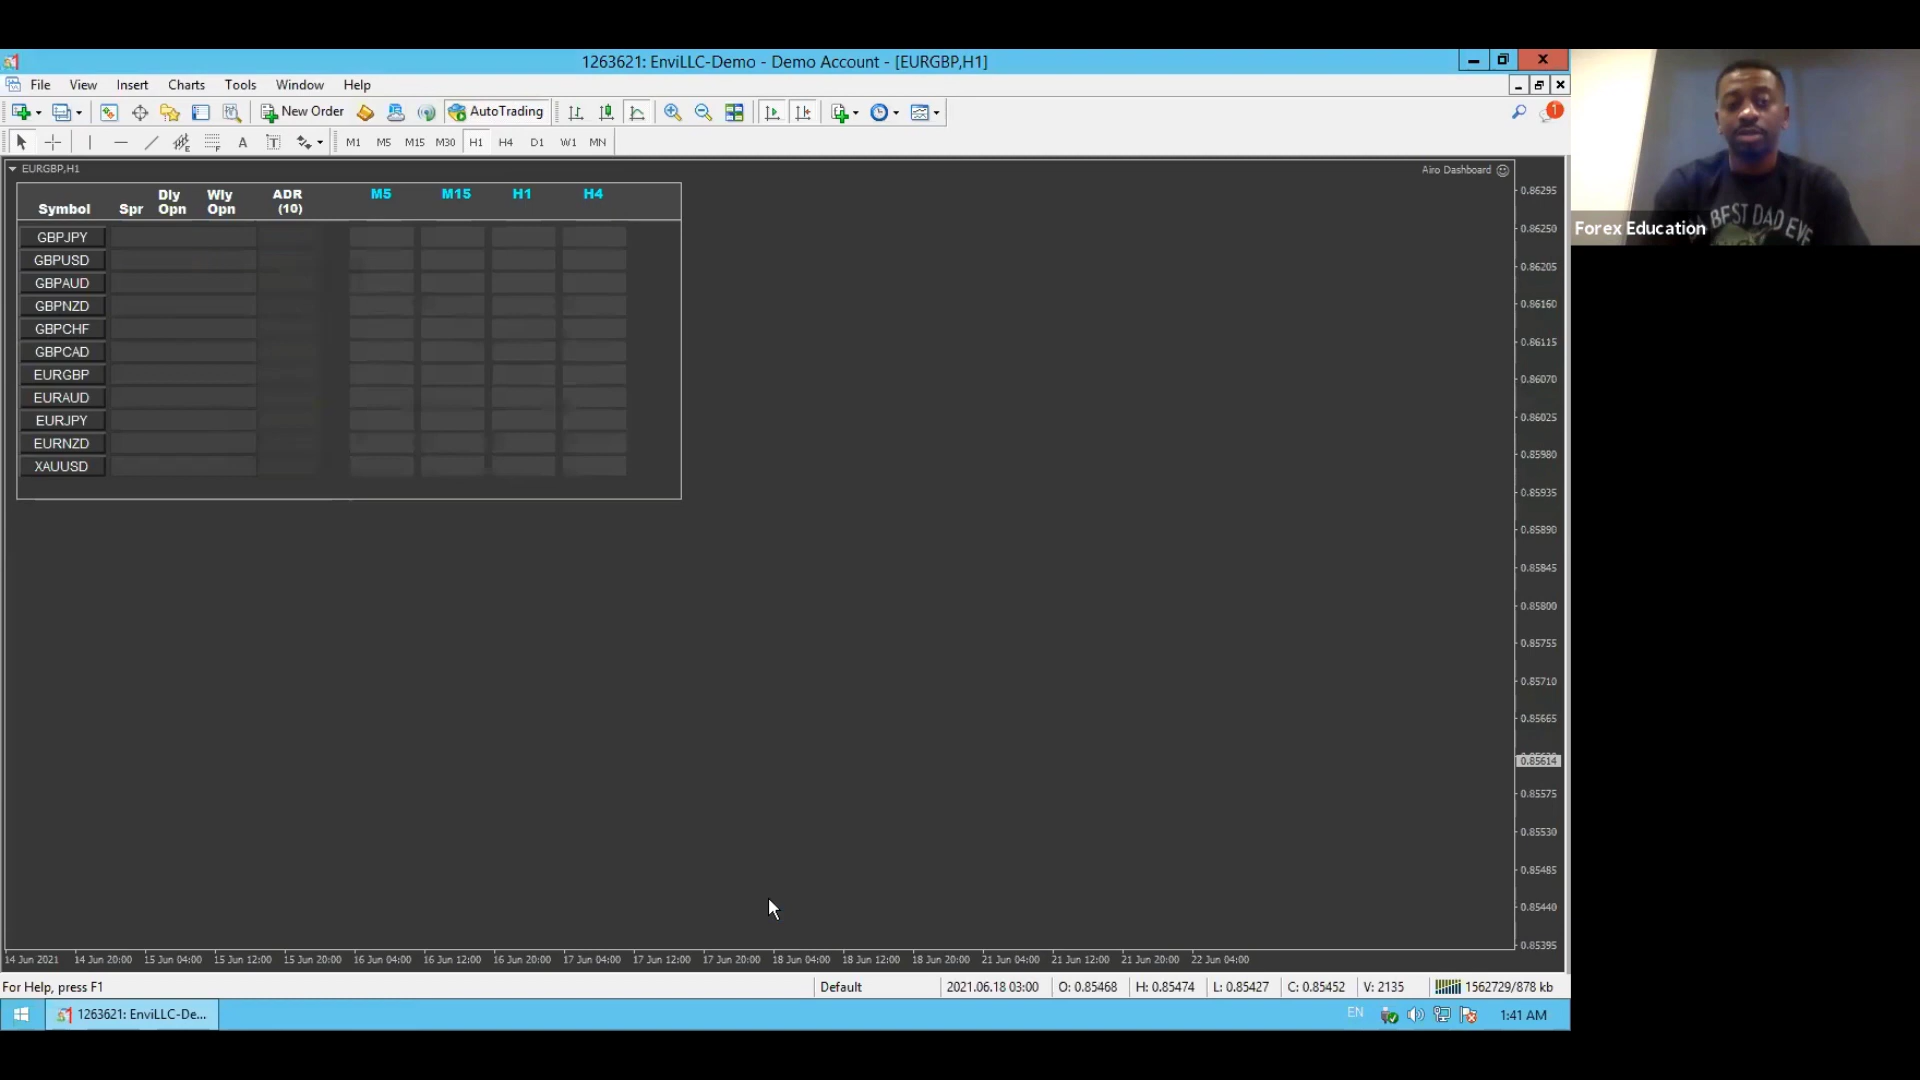 1263621: EnviLLC-Demo - Demo Account - [EURGBP,H1]
File View Insert Charts Tools Window Help
New Order AutoTrading 1
A T M1 M5 M15 M30 H1 H4 D1 W1 MN
EURGBP,H1
Airo Dashboard
Symbol Spr Dly Opn Wly Opn ADR (10) M5 M15 H1 H4
GBPJPY
GBPUSD
GBPAUD
GBPNZD
GBPCHF
GBPCAD
EURGBP
EURAUD
EURJPY
EURNZD
XAUUSD
0.86295
0.86250
0.86205
0.86160
0.86115
0.86070
0.86025
0.85980
0.85935
0.85890
0.85845
0.85800
0.85755
0.85710
0.85665
0.85614
0.85575
0.85530
0.85485
0.85440
0.85395
14 Jun 2021 14 Jun 20:00 15 Jun 04:00 15 Jun 12:00 15 Jun 20:00 16 Jun 04:00 16 Jun 12:00 16 Jun 20:00 17 Jun 04:00 17 Jun 12:00 17 Jun 20:00 18 Jun 04:00 18 Jun 12:00 18 Jun 20:00 21 Jun 04:00 21 Jun 12:00 21 Jun 20:00 22 Jun 04:00
For Help, press F1 Default 2021.06.18 03:00 O: 0.85468 H: 0.85474 L: 0.85427 C: 0.85452 V: 2135 1562729/878 kb
1263621: EnviLLC-De... EN 1:41 AM
BEST DAD EVE
Forex Education